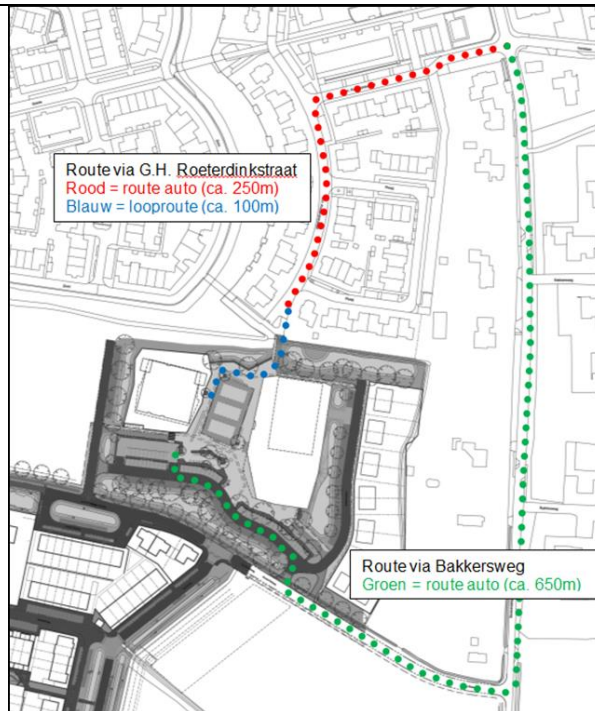 Route via G.H. Roeterdinkstraat
Rood = route auto (ca. 250m)
Blauw = looproute (ca. 100m)
Route via Bakkersweg
Groen = route auto (ca. 650m)